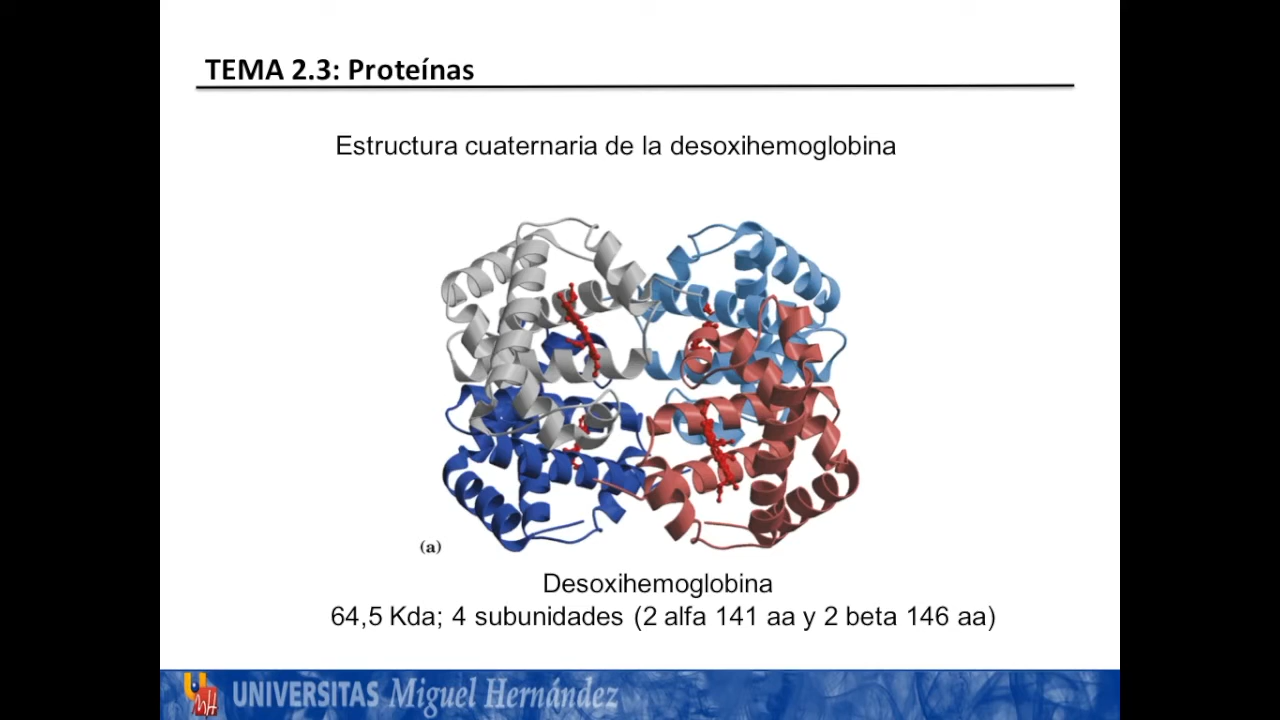 TEMA 2.3: Proteínas
Estructura cuaternaria de la desoxihemoglobina
(a)
Desoxihemoglobina
64,5 Kda; 4 subunidades (2 alfa 141 aa y 2 beta 146 aa)
UNIVERSITAS Miguel Hernández